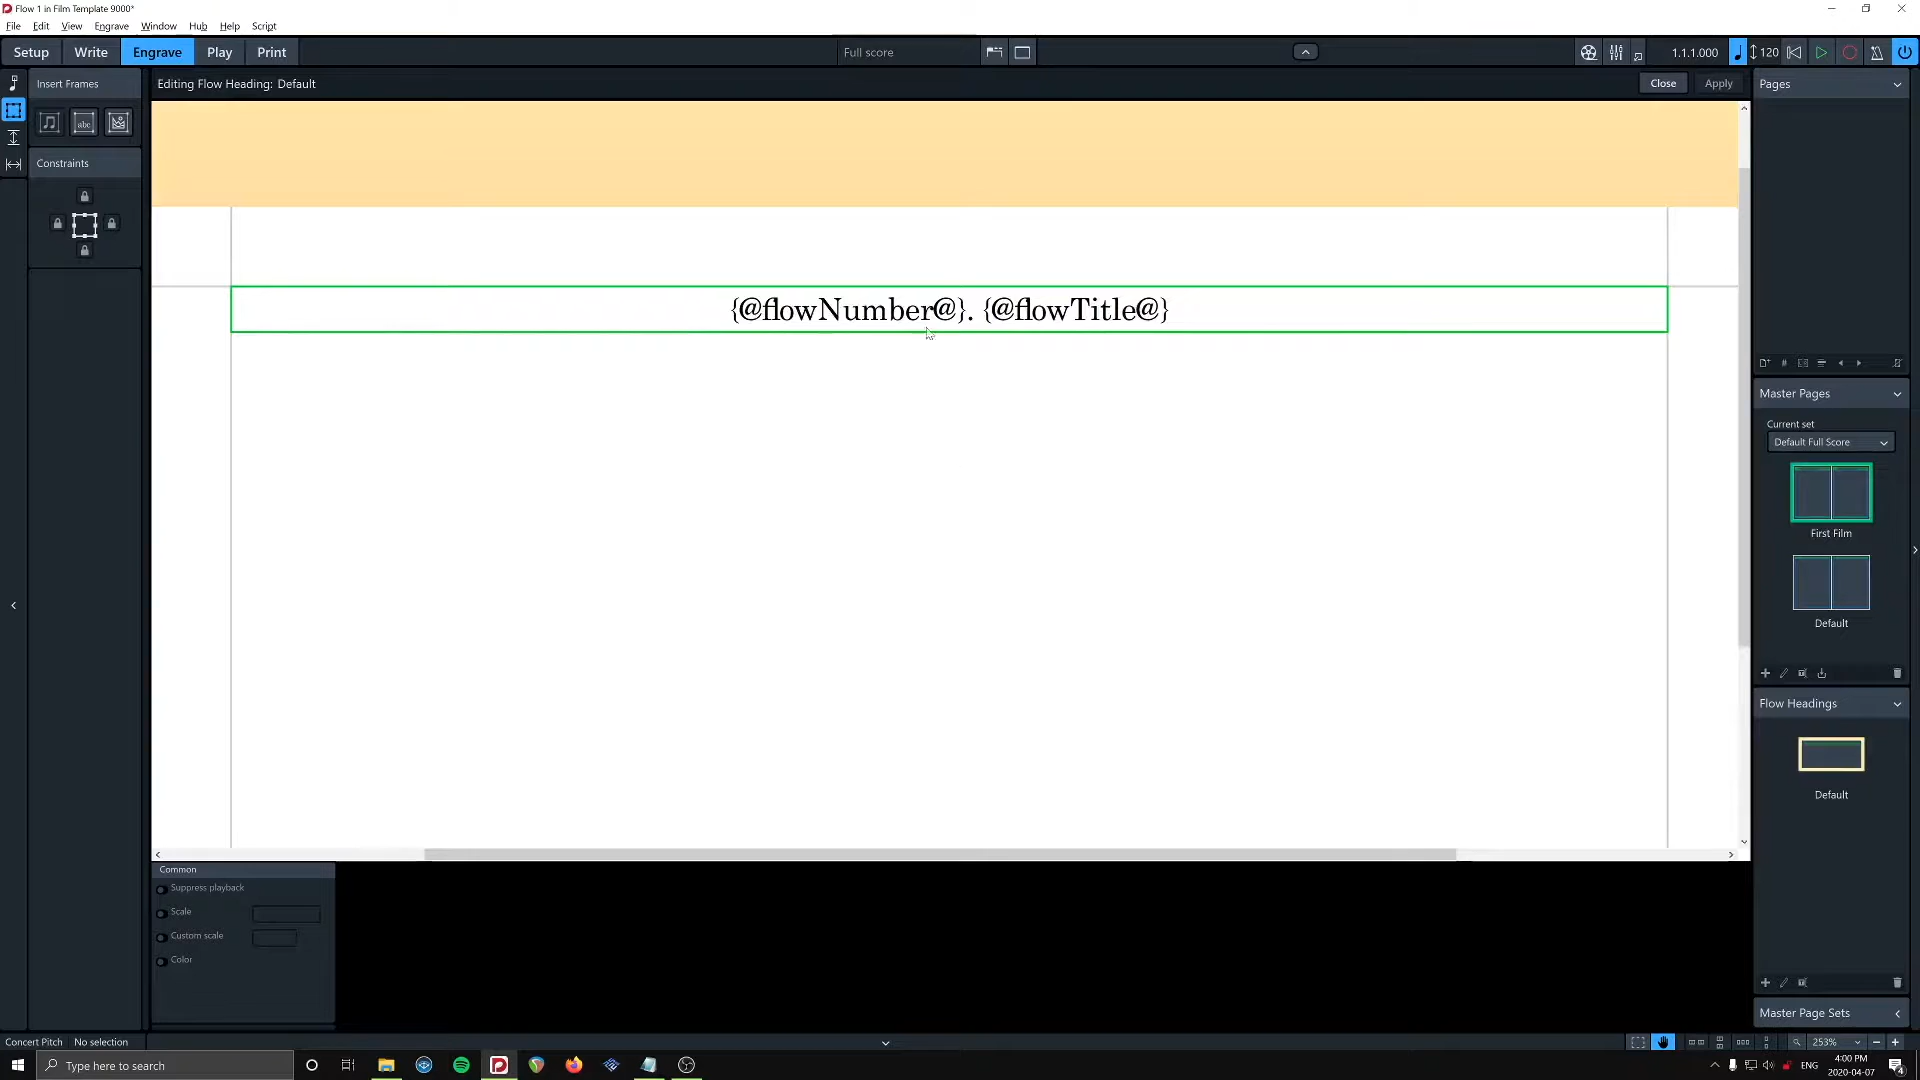 Flow 1 in Film Template 9000*
File Edit View Engrave Window Hub Help Script
Setup Write Engrave Play Print
Full score
1.1.1.000
120
Insert Frames
Editing Flow Heading: Default
Close Apply
Pages
abc
Constraints
{@flowNumber@}. {@flowTitle@}
Master Pages
Current set
Default Full Score
First Film
Default
Flow Headings
Default
Common
Suppress playback
Scale
Custom scale
Color
Master Page Sets
Concert Pitch No selection
253%
Type here to search
ENG
4:00 PM
2020-04-07
4